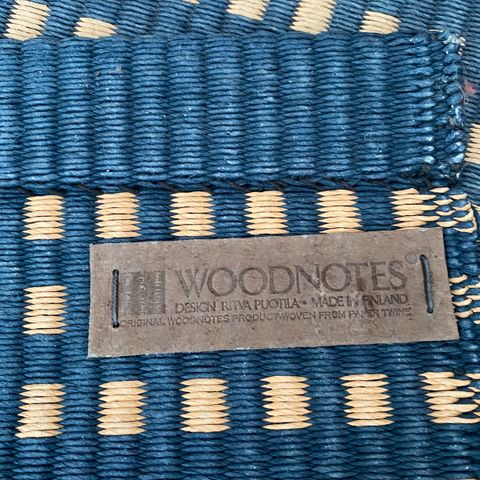 WOODNOTES®
DESIGN RITVA PUOTILA • MADE IN FINLAND
ORIGINAL WOODNOTES PRODUCT WOVEN FROM PAPER TWINE